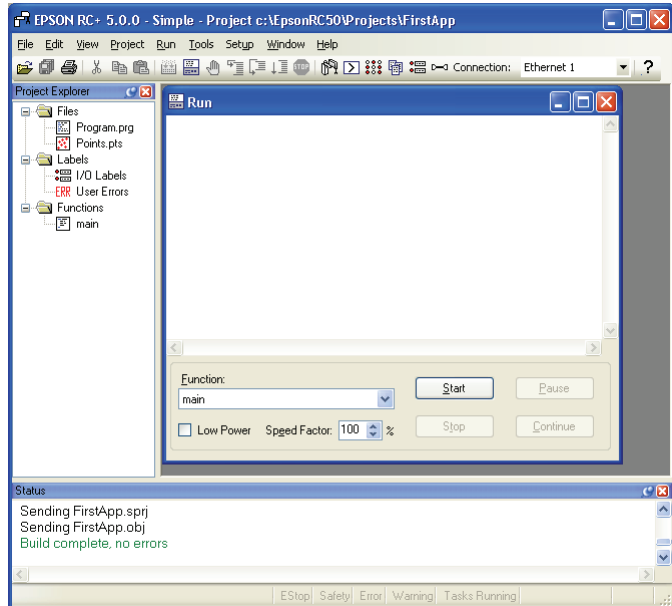 EPSON RC+ 5.0.0 - Simple - Project c:\EpsonRC50\Projects\FirstApp
File Edit View Project Run Tools Setup Window Help
STOP Connection: Ethernet 1 ?
Project Explorer
Files
Program.prg
Points.pts
Labels
I/O Labels
ERR User Errors
Functions
main
Run
Function:
main
Start Pause
Low Power Speed Factor: 100 %
Stop Continue
Status
Sending FirstApp.sprj
Sending FirstApp.obj
Build complete, no errors
EStop Safety Error Warning Tasks Running